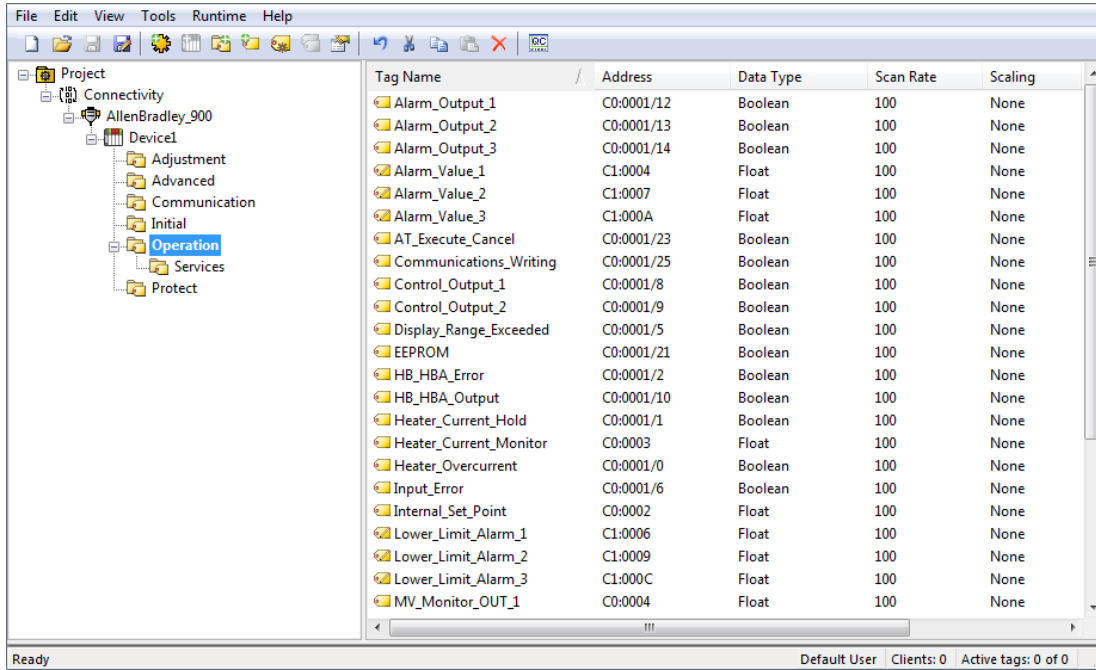 File Edit View Tools Runtime Help
QC
Project
Connectivity
AllenBradley_900
Device1
Adjustment
Advanced
Communication
Initial
Operation
Services
Protect
Tag Name Address Data Type Scan Rate Scaling
Alarm_Output_1 C0:0001/12 Boolean 100 None
Alarm_Output_2 C0:0001/13 Boolean 100 None
Alarm_Output_3 C0:0001/14 Boolean 100 None
Alarm_Value_1 C1:0004 Float 100 None
Alarm_Value_2 C1:0007 Float 100 None
Alarm_Value_3 C1:000A Float 100 None
AT_Execute_Cancel C0:0001/23 Boolean 100 None
Communications_Writing C0:0001/25 Boolean 100 None
Control_Output_1 C0:0001/8 Boolean 100 None
Control_Output_2 C0:0001/9 Boolean 100 None
Display_Range_Exceeded C0:0001/5 Boolean 100 None
EEPROM C0:0001/21 Boolean 100 None
HB_HBA_Error C0:0001/2 Boolean 100 None
HB_HBA_Output C0:0001/10 Boolean 100 None
Heater_Current_Hold C0:0001/1 Boolean 100 None
Heater_Current_Monitor C0:0003 Float 100 None
Heater_Overcurrent C0:0001/0 Boolean 100 None
Input_Error C0:0001/6 Boolean 100 None
Internal_Set_Point C0:0002 Float 100 None
Lower_Limit_Alarm_1 C1:0006 Float 100 None
Lower_Limit_Alarm_2 C1:0009 Float 100 None
Lower_Limit_Alarm_3 C1:000C Float 100 None
MV_Monitor_OUT_1 C0:0004 Float 100 None
Ready Default User Clients: 0 Active tags: 0 of 0